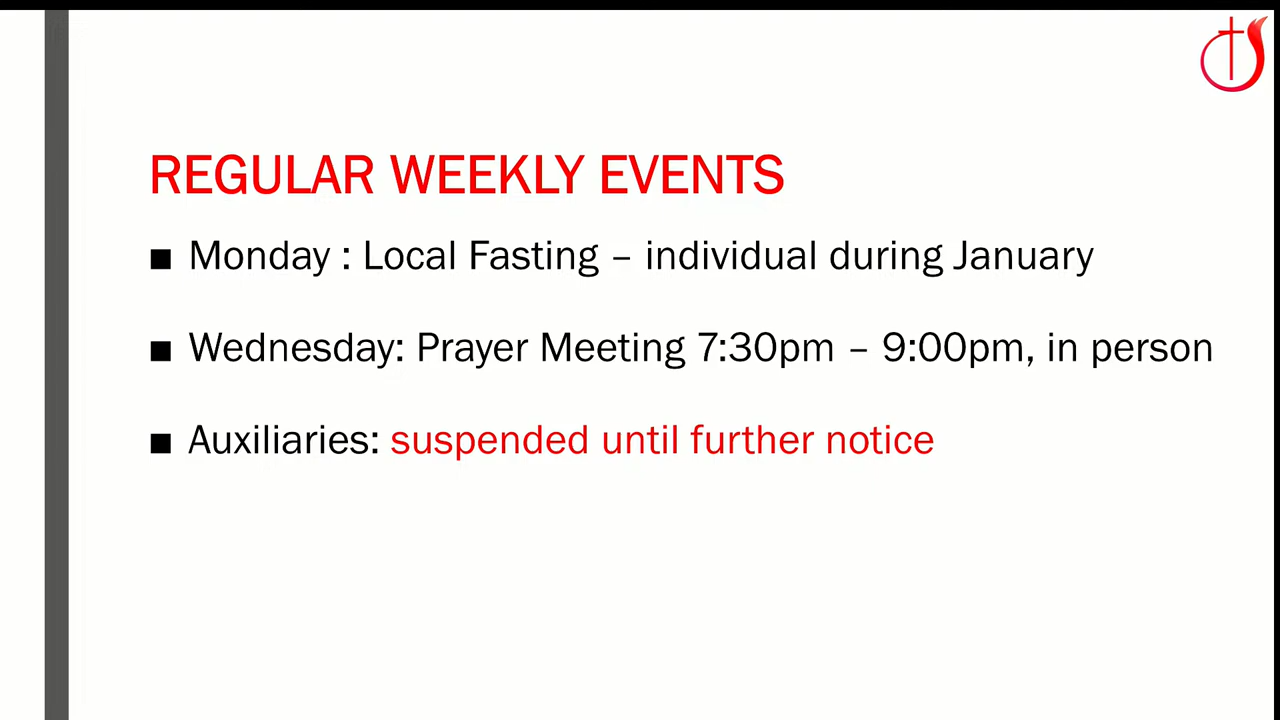 REGULAR WEEKLY EVENTS
■ Monday : Local Fasting – individual during January
■ Wednesday: Prayer Meeting 7:30pm – 9:00pm, in person
■ Auxiliaries: suspended until further notice